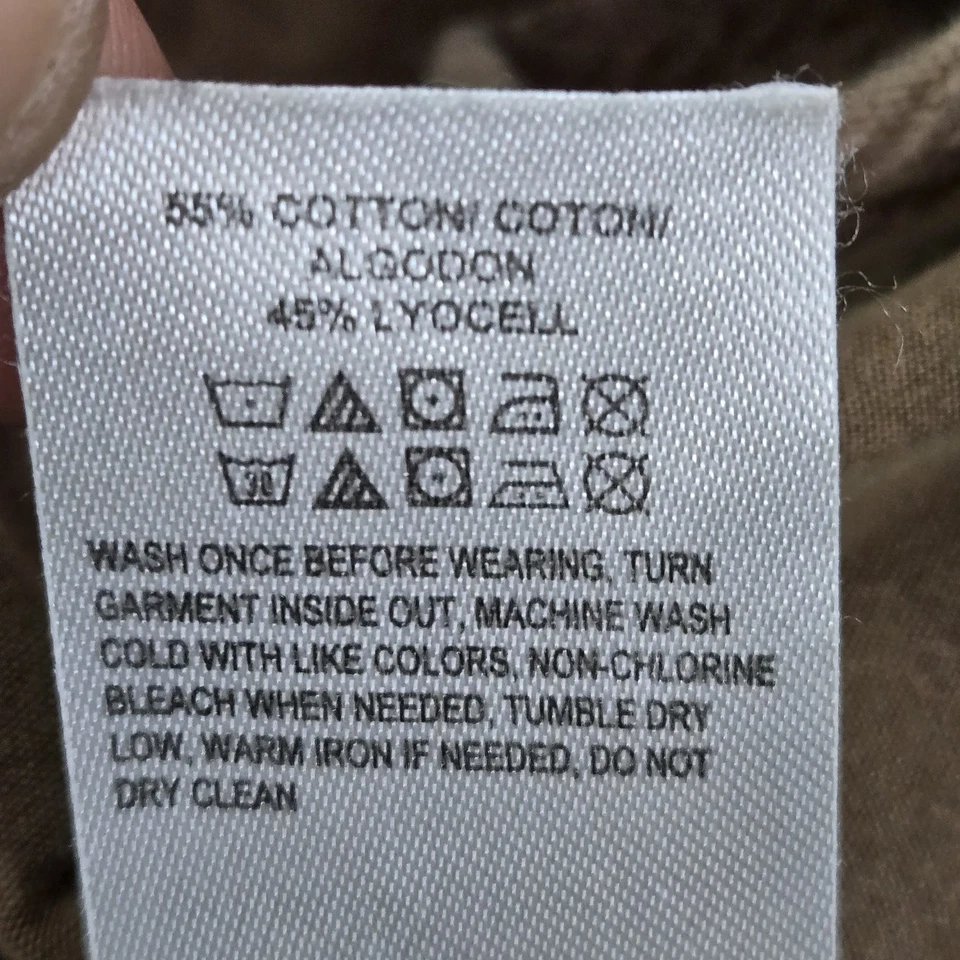 55% COTTON/ COTON/
ALGODON
45% LYOCELL
30
WASH ONCE BEFORE WEARING, TURN
GARMENT INSIDE OUT, MACHINE WASH
COLD WITH LIKE COLORS, NON-CHLORINE
BLEACH WHEN NEEDED, TUMBLE DRY
LOW, WARM IRON IF NEEDED, DO NOT
DRY CLEAN